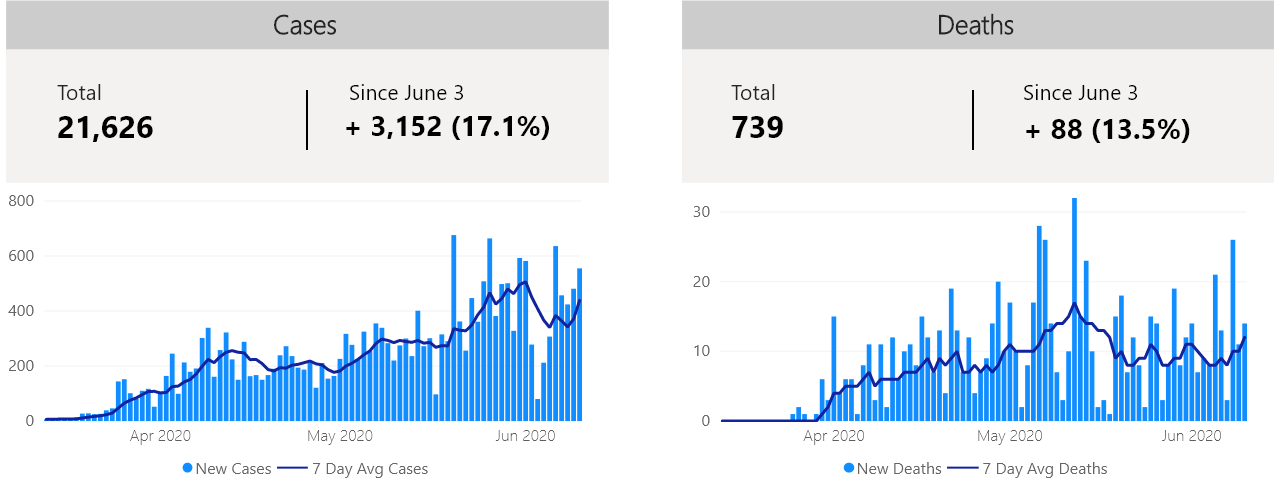 Cases
Total
Since June 3
21,626
+ 3,152 (17.1%)
800
600
400
200
0
Apr 2020
May 2020
Jun 2020
New Cases
7 Day Avg Cases
Deaths
Total
Since June 3
739
+ 88 (13.5%)
30
20
10
0
Apr 2020
May 2020
Jun 2020
New Deaths
7 Day Avg Deaths